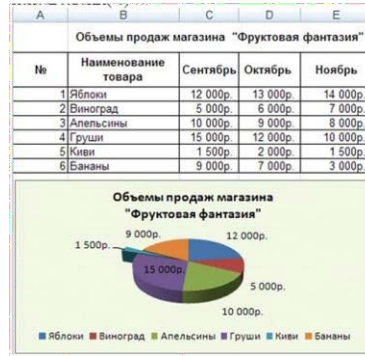 A B C D E
Объемы продаж магазина "Фруктовая фантазия"
№ Наименование товара Сентябрь Октябрь Ноябрь
1 Яблоки 12 000р. 13 000р. 14 000р.
2 Виноград 5 000р. 6 000р. 7 000р.
3 Апельсины 10 000р. 9 000р. 8 000р.
4 Груши 15 000р. 12 000р. 10 000р.
5 Киви 1 500р. 2 000р. 1 500р.
6 Бананы 9 000р. 7 000р. 3 000р.
Объемы продаж магазина
"Фруктовая фантазия"
9 000р. 12 000р.
1 500р.
15 000р.
5 000р.
10 000р.
Яблоки Виноград Апельсины Груши Киви Бананы